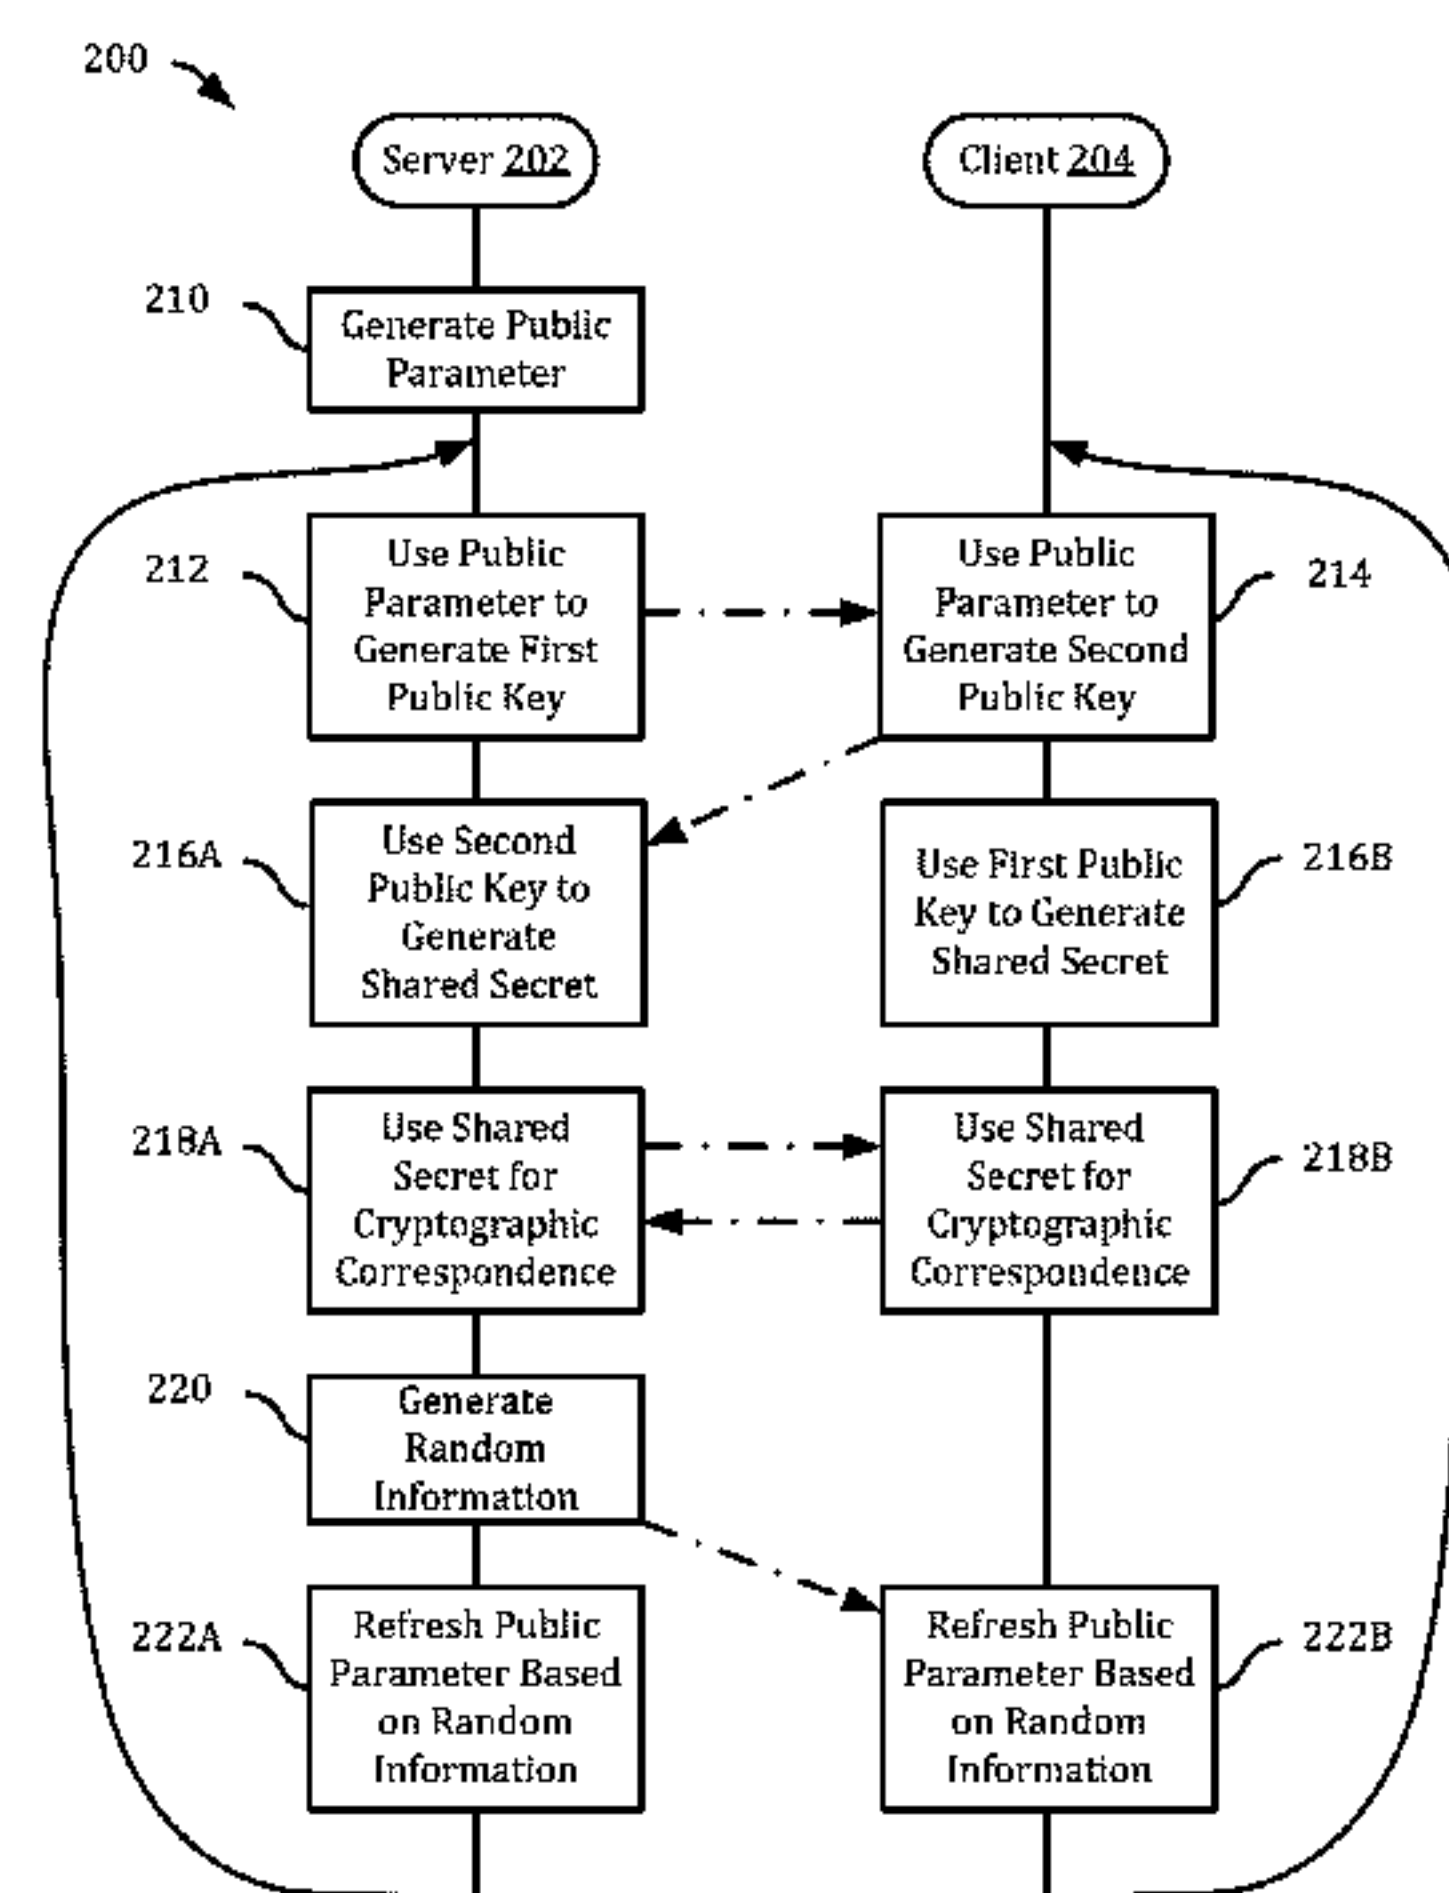 200
Server 202
Client 204
210
Generate Public
Parameter
212
Use Public
Parameter to
Generate First
Public Key
Use Public
Parameter to
Generate Second
Public Key
214
216A
Use Second
Public Key to
Generate
Shared Secret
Use First Public
Key to Generate
Shared Secret
216B
218A
Use Shared
Secret for
Cryptographic
Correspondence
Use Shared
Secret for
Cryptographic
Correspondence
218B
220
Generate
Random
Information
222A
Refresh Public
Parameter Based
on Random
Information
Refresh Public
Parameter Based
on Random
Information
222B